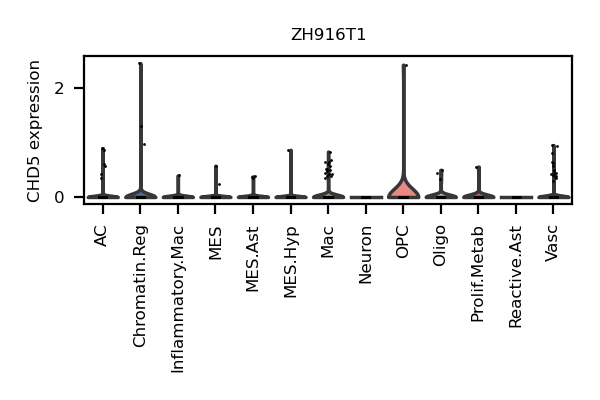 ZH916T1
CHD5 expression
2
0
AC
Chromatin.Reg
Inflammatory.Mac
MES
MES.Ast
MES.Hyp
Mac
Neuron
OPC
Oligo
Prolif.Metab
Reactive.Ast
Vasc